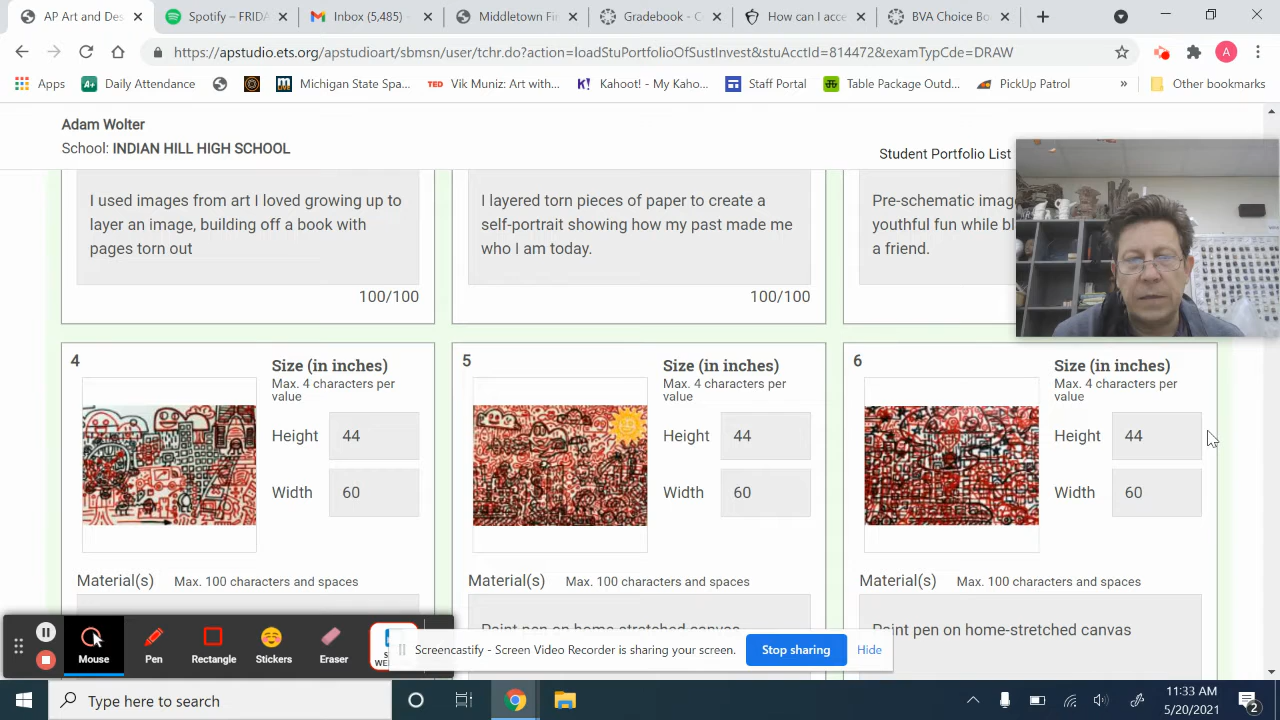 AP Art and Des
Spotify – FRIDA
Inbox (5,485)
Middletown Fir
Gradebook - C
How can I acce
BVA Choice Bo
https://apstudio.ets.org/apstudioart/sbmsn/user/tchr.do?action=loadStuPortfolioOfSustInvest&stuAcctId=814472&examTypCde=DRAW
A
Apps
A+ Daily Attendance
Michigan State Spa...
TED Vik Muniz: Art with...
K! Kahoot! - My Kaho...
Staff Portal
Table Package Outd...
PickUp Patrol
»
Other bookmarks
Adam Wolter
School: INDIAN HILL HIGH SCHOOL
Student Portfolio List
I used images from art I loved growing up to
layer an image, building off a book with
pages torn out
100/100
I layered torn pieces of paper to create a
self-portrait showing how my past made me
who I am today.
100/100
Pre-schematic imag
youthful fun while bl
a friend.
4
Size (in inches)
Max. 4 characters per
value
Height 44
Width 60
Material(s) Max. 100 characters and spaces
5
Size (in inches)
Max. 4 characters per
value
Height 44
Width 60
Material(s) Max. 100 characters and spaces
Paint pen on home-stretched canvas
6
Size (in inches)
Max. 4 characters per
value
Height 44
Width 60
Material(s) Max. 100 characters and spaces
Paint pen on home-stretched canvas
Mouse
Pen
Rectangle
Stickers
Eraser
Screencastify - Screen Video Recorder is sharing your screen.
Stop sharing
Hide
Type here to search
11:33 AM
5/20/2021
2